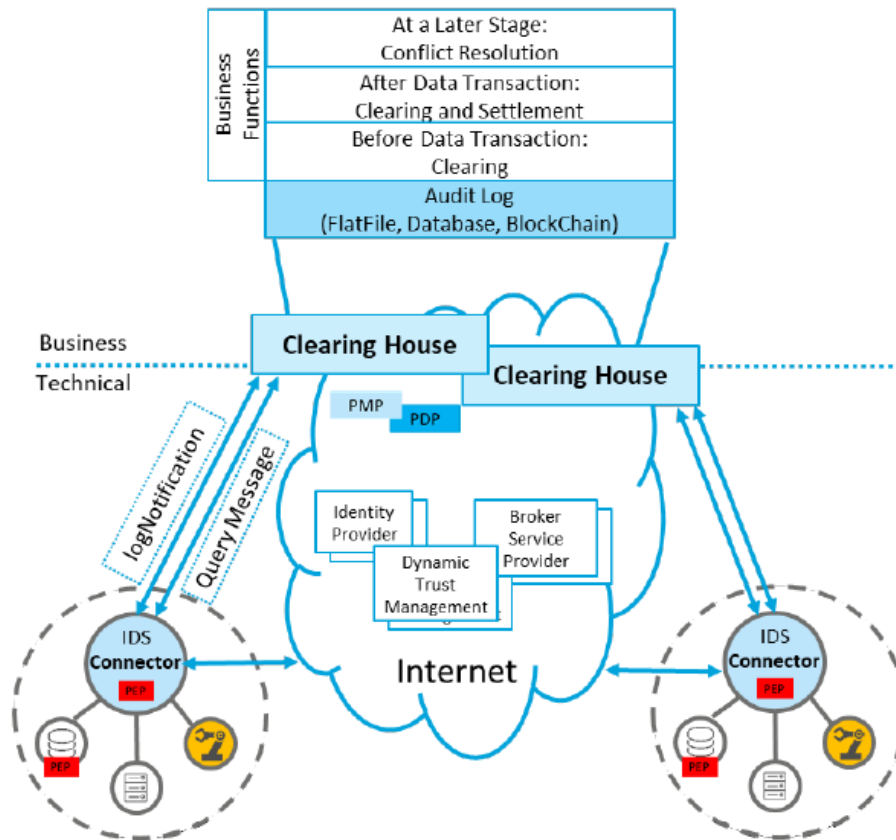 At a Later Stage:
Conflict Resolution
Business
Functions
After Data Transaction:
Clearing and Settlement
Before Data Transaction:
Clearing
Audit Log
(FlatFile, Database, BlockChain)
Business
Clearing House
Technical
Clearing House
PMP
PDP
logNotification
Query Message
Identity
Provider
Broker
Service
Provider
Dynamic
Trust
Management
IDS
Connector
PEP
Internet
IDS
Connector
PEP
PEP
PEP